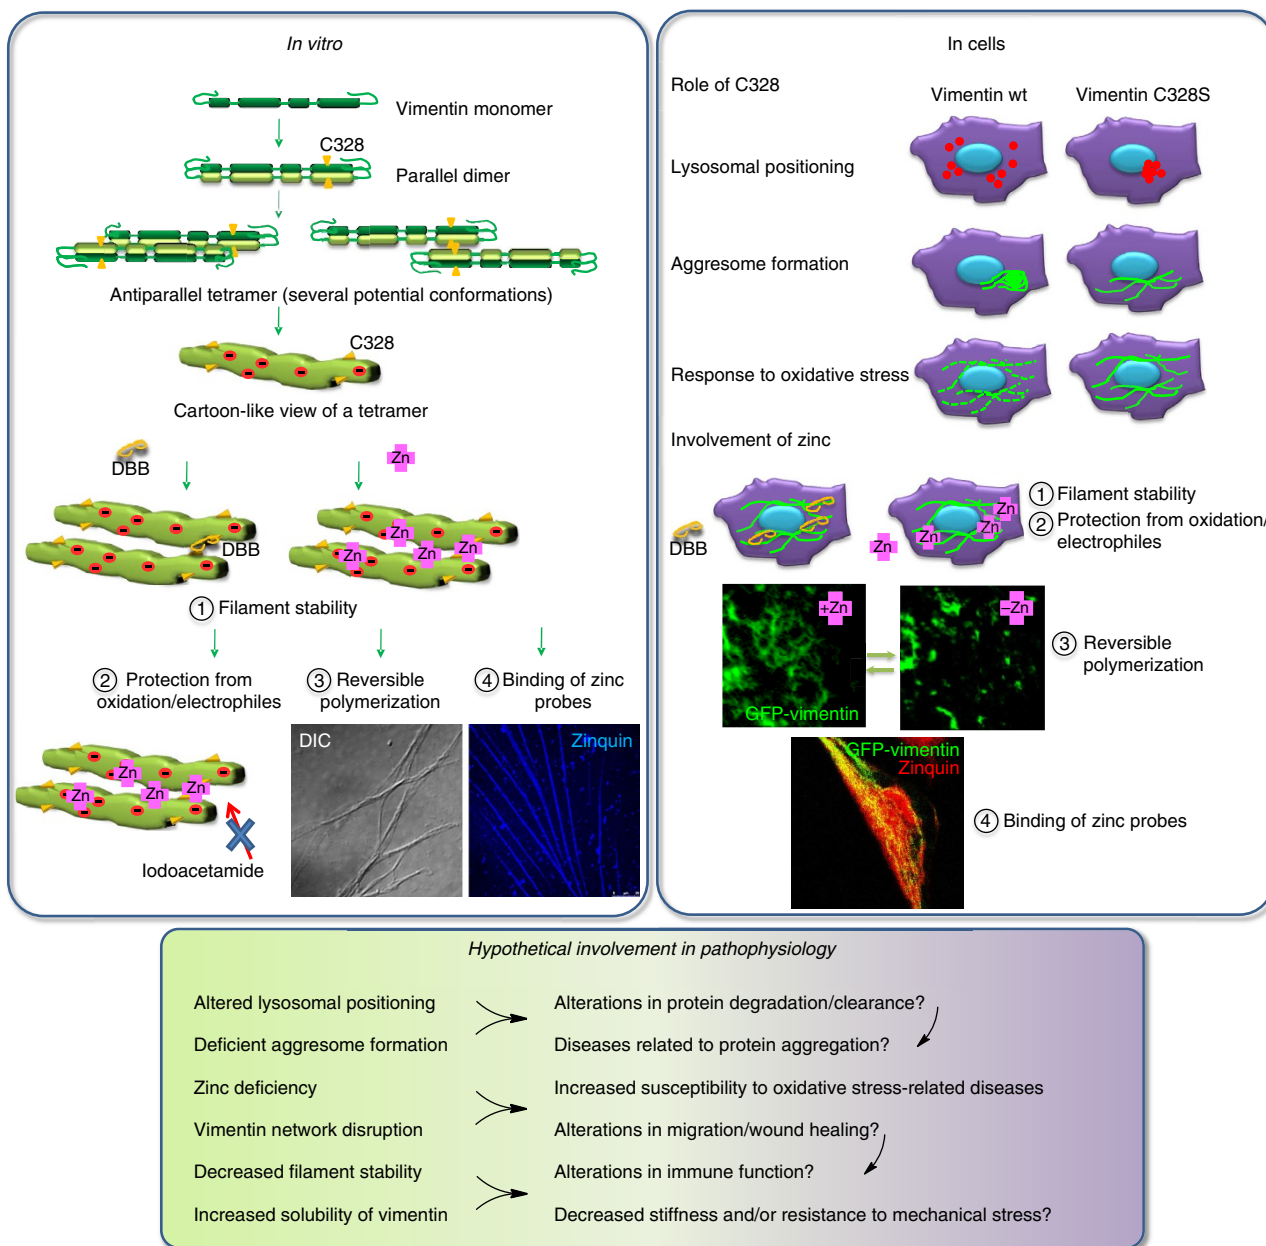 In vitro
Vimentin monomer
C328
Parallel dimer
Antiparallel tetramer (several potential conformations)
C328
Cartoon-like view of a tetramer
DBB
Zn
DBB
Zn
Zn
Zn
Zn
1 Filament stability
2 Protection from
oxidation/electrophiles
3 Reversible
polymerization
4 Binding of zinc
probes
Zn
Zn
Zn
Zn
Iodoacetamide
DIC
Zinquin
In cells
Role of C328
Vimentin wt
Vimentin C328S
Lysosomal positioning
Aggresome formation
Response to oxidative stress
Involvement of zinc
DBB
Zn
Zn
Zn
Zn
1 Filament stability
2 Protection from oxidation/
electrophiles
+Zn
GFP-vimentin
–Zn
3 Reversible
polymerization
GFP-vimentin
Zinquin
4 Binding of zinc probes
Hypothetical involvement in pathophysiology
Altered lysosomal positioning
Deficient aggresome formation
Zinc deficiency
Vimentin network disruption
Decreased filament stability
Increased solubility of vimentin
Alterations in protein degradation/clearance?
Diseases related to protein aggregation?
Increased susceptibility to oxidative stress-related diseases
Alterations in migration/wound healing?
Alterations in immune function?
Decreased stiffness and/or resistance to mechanical stress?